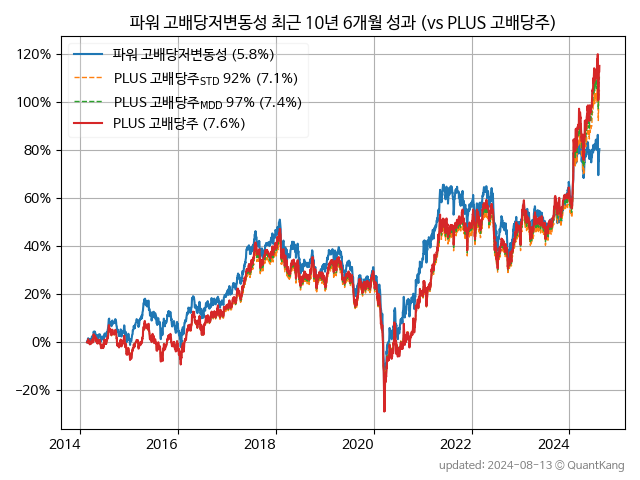 파워 고배당저변동성 최근 10년 6개월 성과 (vs PLUS 고배당주)
파워 고배당저변동성 (5.8%)
PLUS 고배당주STD 92% (7.1%)
PLUS 고배당주MDD 97% (7.4%)
PLUS 고배당주 (7.6%)
120%
100%
80%
60%
40%
20%
0%
−20%
2014 2016 2018 2020 2022 2024
updated: 2024-08-13 © QuantKang